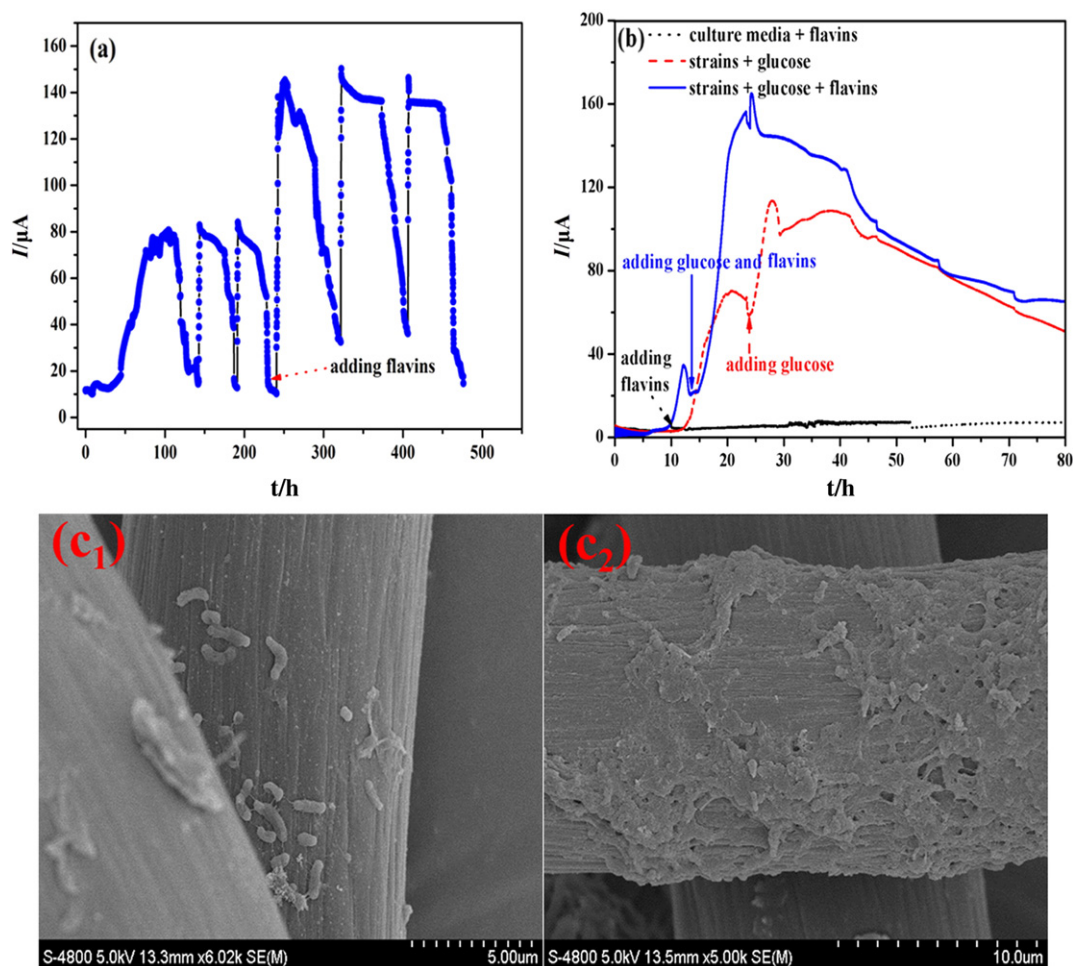 (a)
160
140
120
100
80
60
40
20
0
I/μA
adding flavins
0
100
200
300
400
500
t/h
(b)
culture media + flavins
strains + glucose
strains + glucose + flavins
200
160
120
80
40
0
I/μA
adding glucose and flavins
adding
flavins
adding glucose
0
10
20
30
40
50
60
70
80
t/h
(c1)
S-4800 5.0kV 13.3mm x6.02k SE(M)
5.00um
(c2)
S-4800 5.0kV 13.5mm x5.00k SE(M)
10.0um